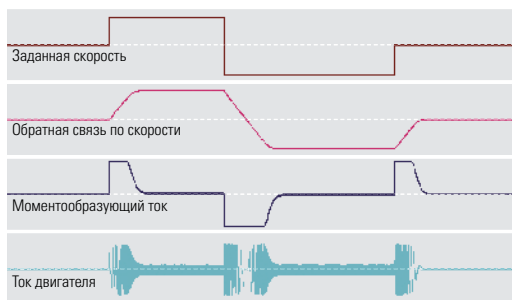 Заданная скорость
Обратная связь по скорости
Моментообразующий ток
Ток двигателя